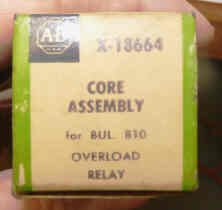 AB
X-18664
CORE
ASSEMBLY
for BUL. 810
OVERLOAD
RELAY